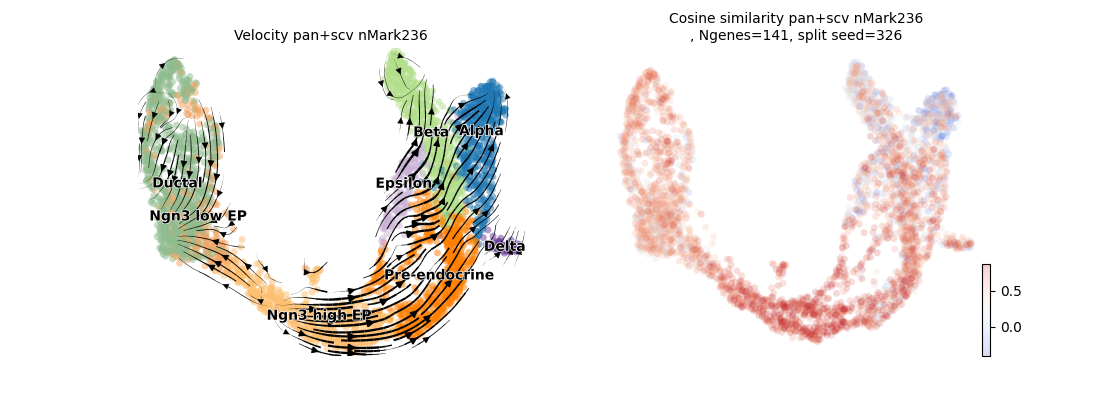 Velocity pan+scv nMark236
Cosine similarity pan+scv nMark236
, Ngenes=141, split seed=326
Beta
Alpha
Ductal
Epsilon
Ngn3 low EP
Delta
Pre-endocrine
Ngn3 high EP
0.5
0.0